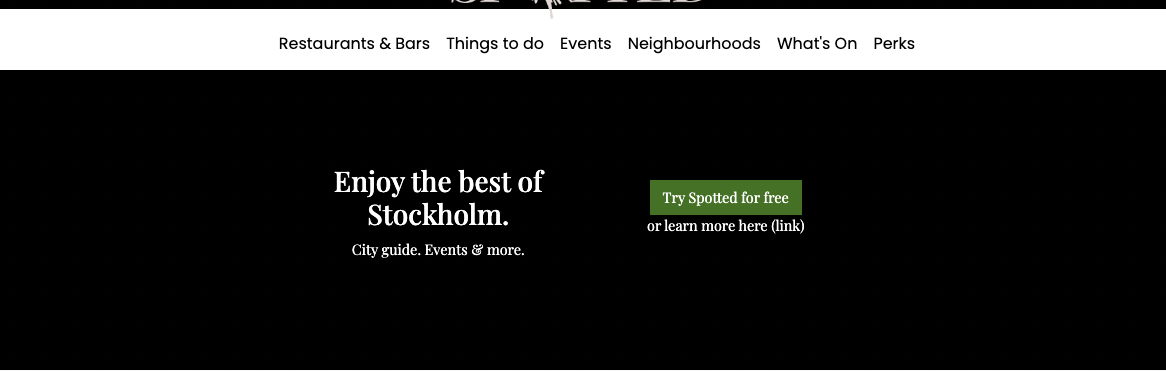 Restaurants & Bars Things to do Events Neighbourhoods What's On Perks
Enjoy the best of
Stockholm.
City guide. Events & more.
Try Spotted for free
or learn more here (link)